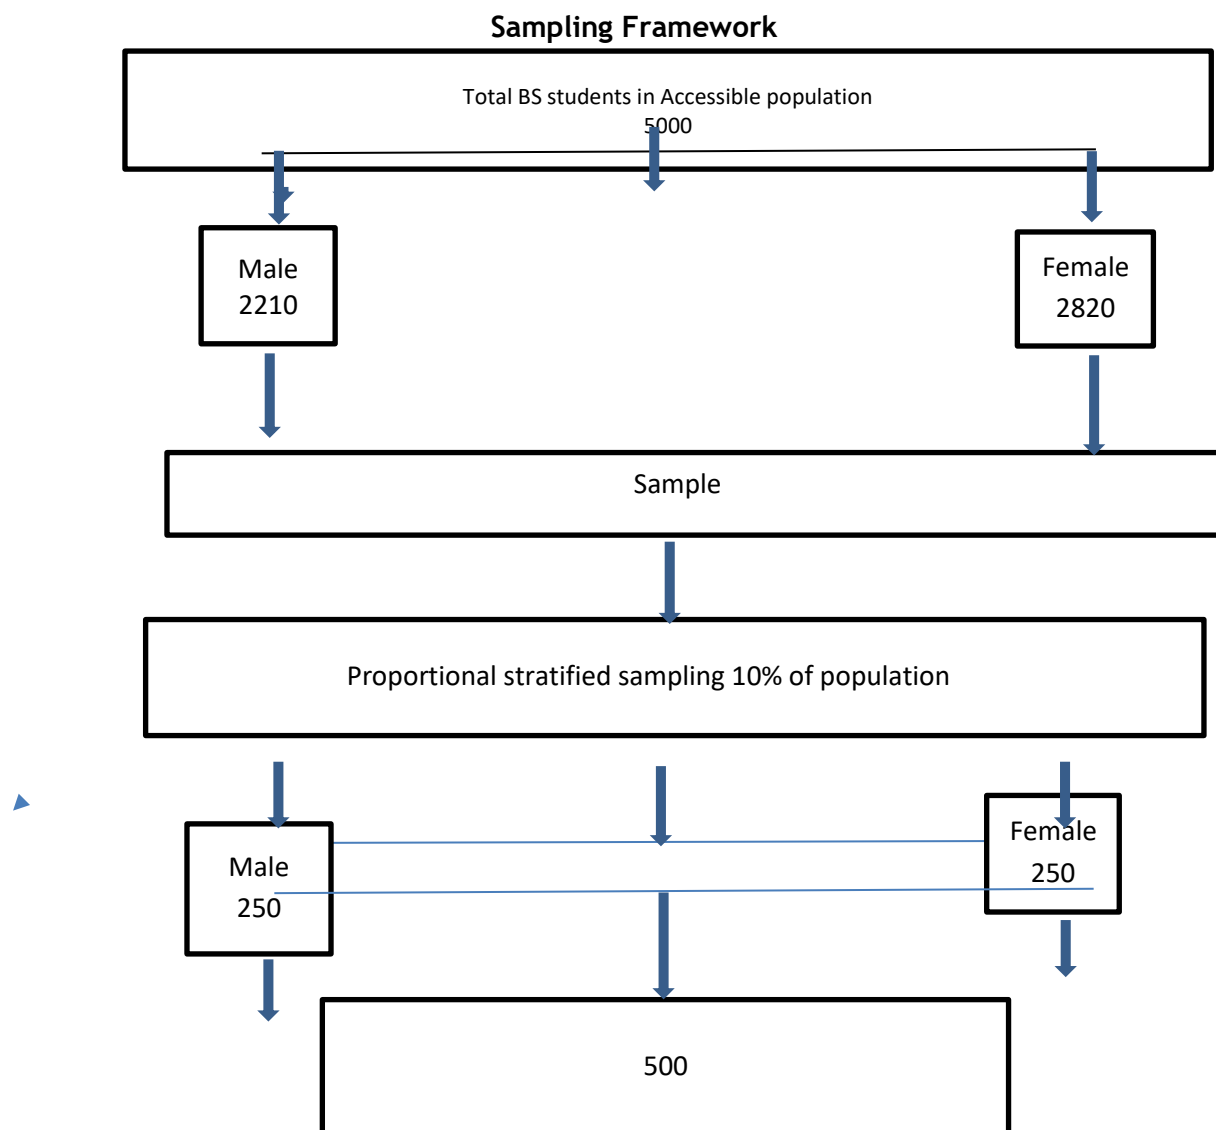 Sampling Framework
Total BS students in Accessible population
5000
Male
2210
Female
2820
Sample
Proportional stratified sampling 10% of population
Male
250
Female
250
500